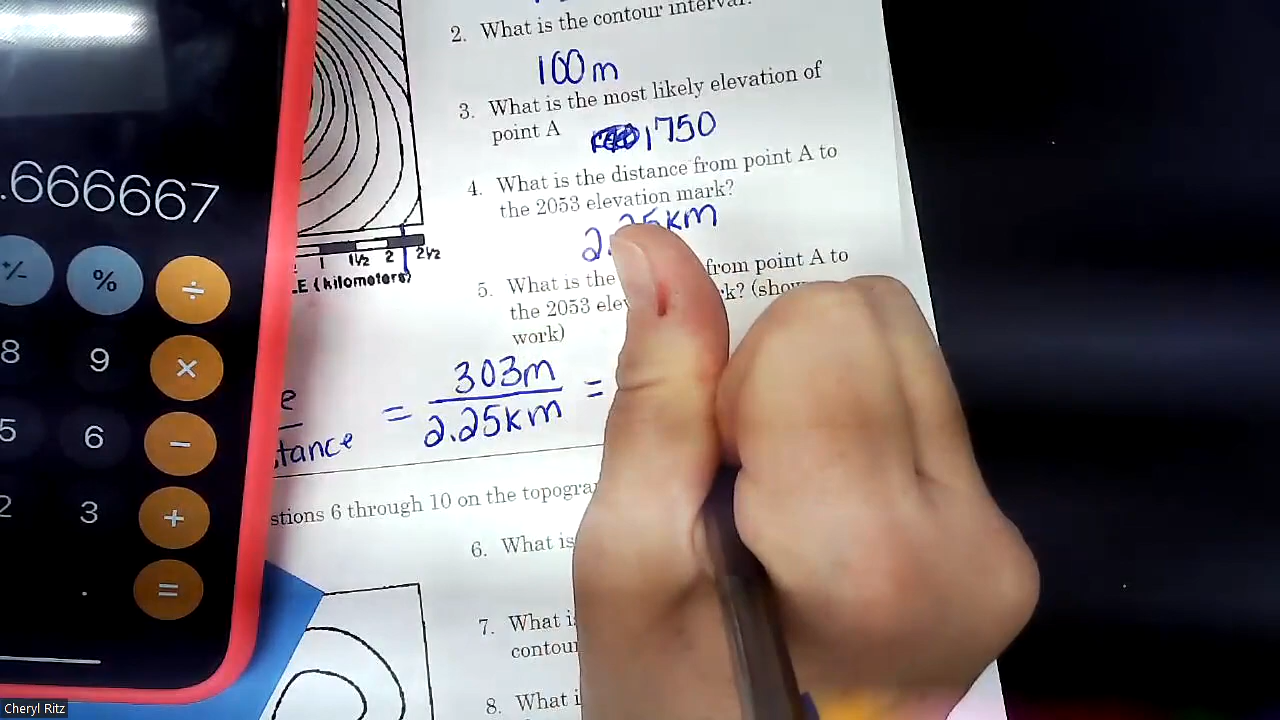 2. What is the contour interval?
100m
3. What is the most likely elevation of
point A
1750
4. What is the distance from point A to
the 2053 elevation mark?
km
1 1½ 2 2½
E (kilometers)
5. What is the from point A to
the 2053 work)
= 303m / 2.25km =
tance
stions 6 through 10 on the
6. What is
7. What
8. What
.666667
+/- % ÷
8 9 ×
5 6 −
2 3 +
. =
Cheryl Ritz